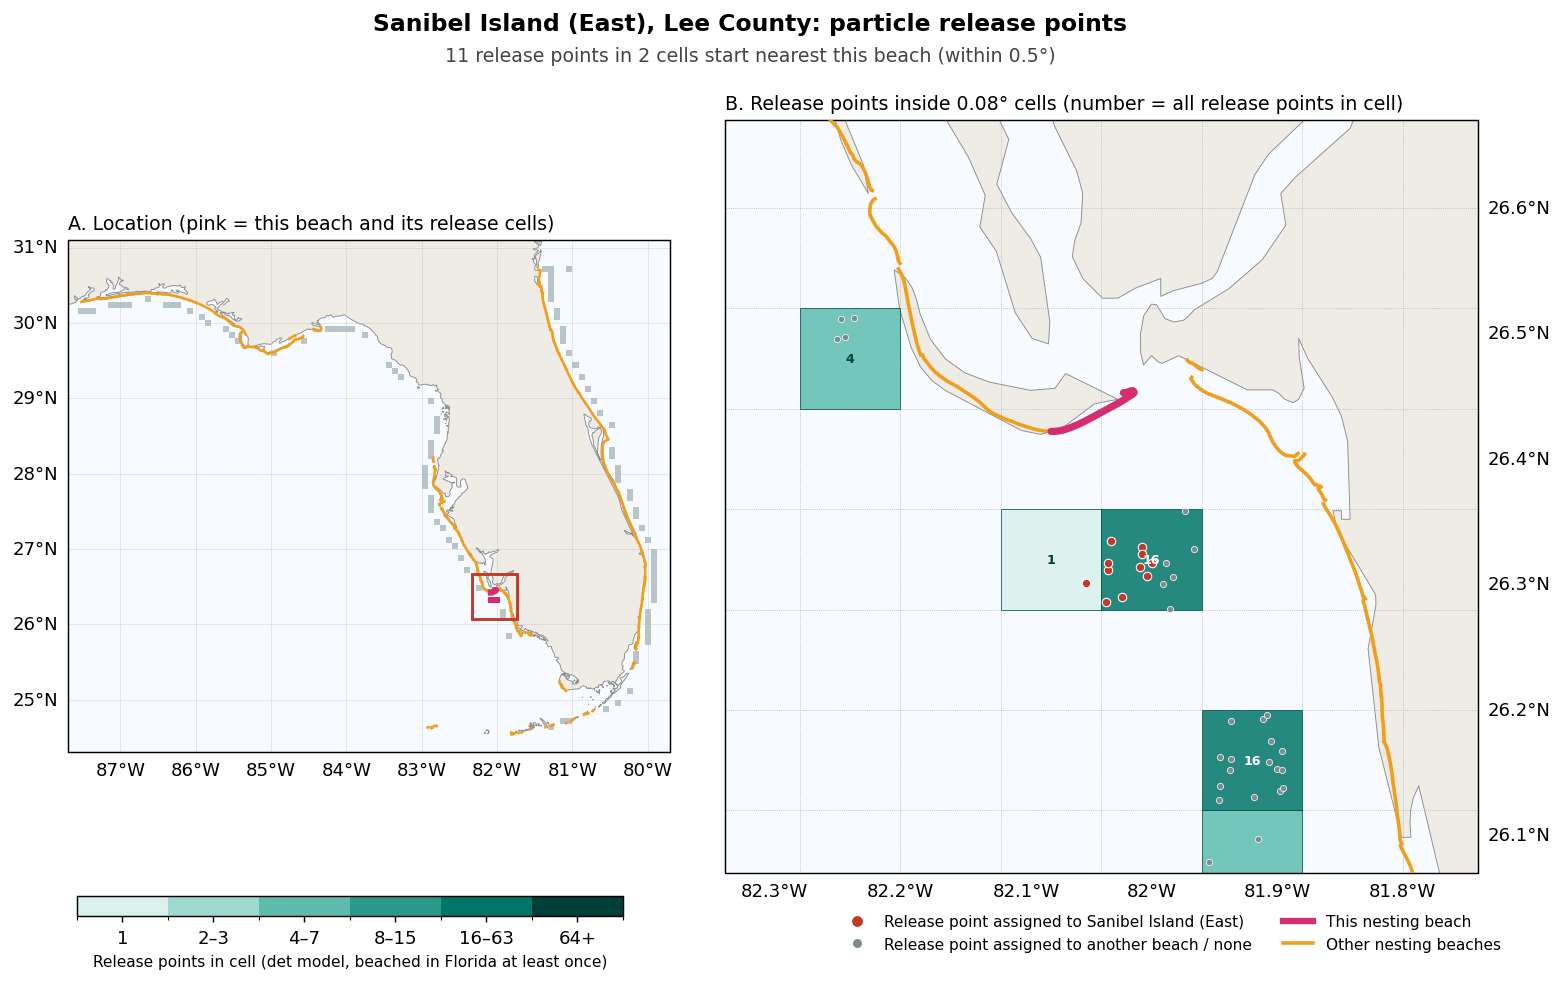 Sanibel Island (East), Lee County: particle release points
11 release points in 2 cells start nearest this beach (within 0.5°)
A. Location (pink = this beach and its release cells)
31°N
30°N
29°N
28°N
27°N
26°N
25°N
87°W 86°W 85°W 84°W 83°W 82°W 81°W 80°W
1 2–3 4–7 8–15 16–63 64+
Release points in cell (det model, beached in Florida at least once)
B. Release points inside 0.08° cells (number = all release points in cell)
4
1
16
16
26.6°N
26.5°N
26.4°N
26.3°N
26.2°N
26.1°N
82.3°W 82.2°W 82.1°W 82°W 81.9°W 81.8°W
Release point assigned to Sanibel Island (East)
Release point assigned to another beach / none
This nesting beach
Other nesting beaches